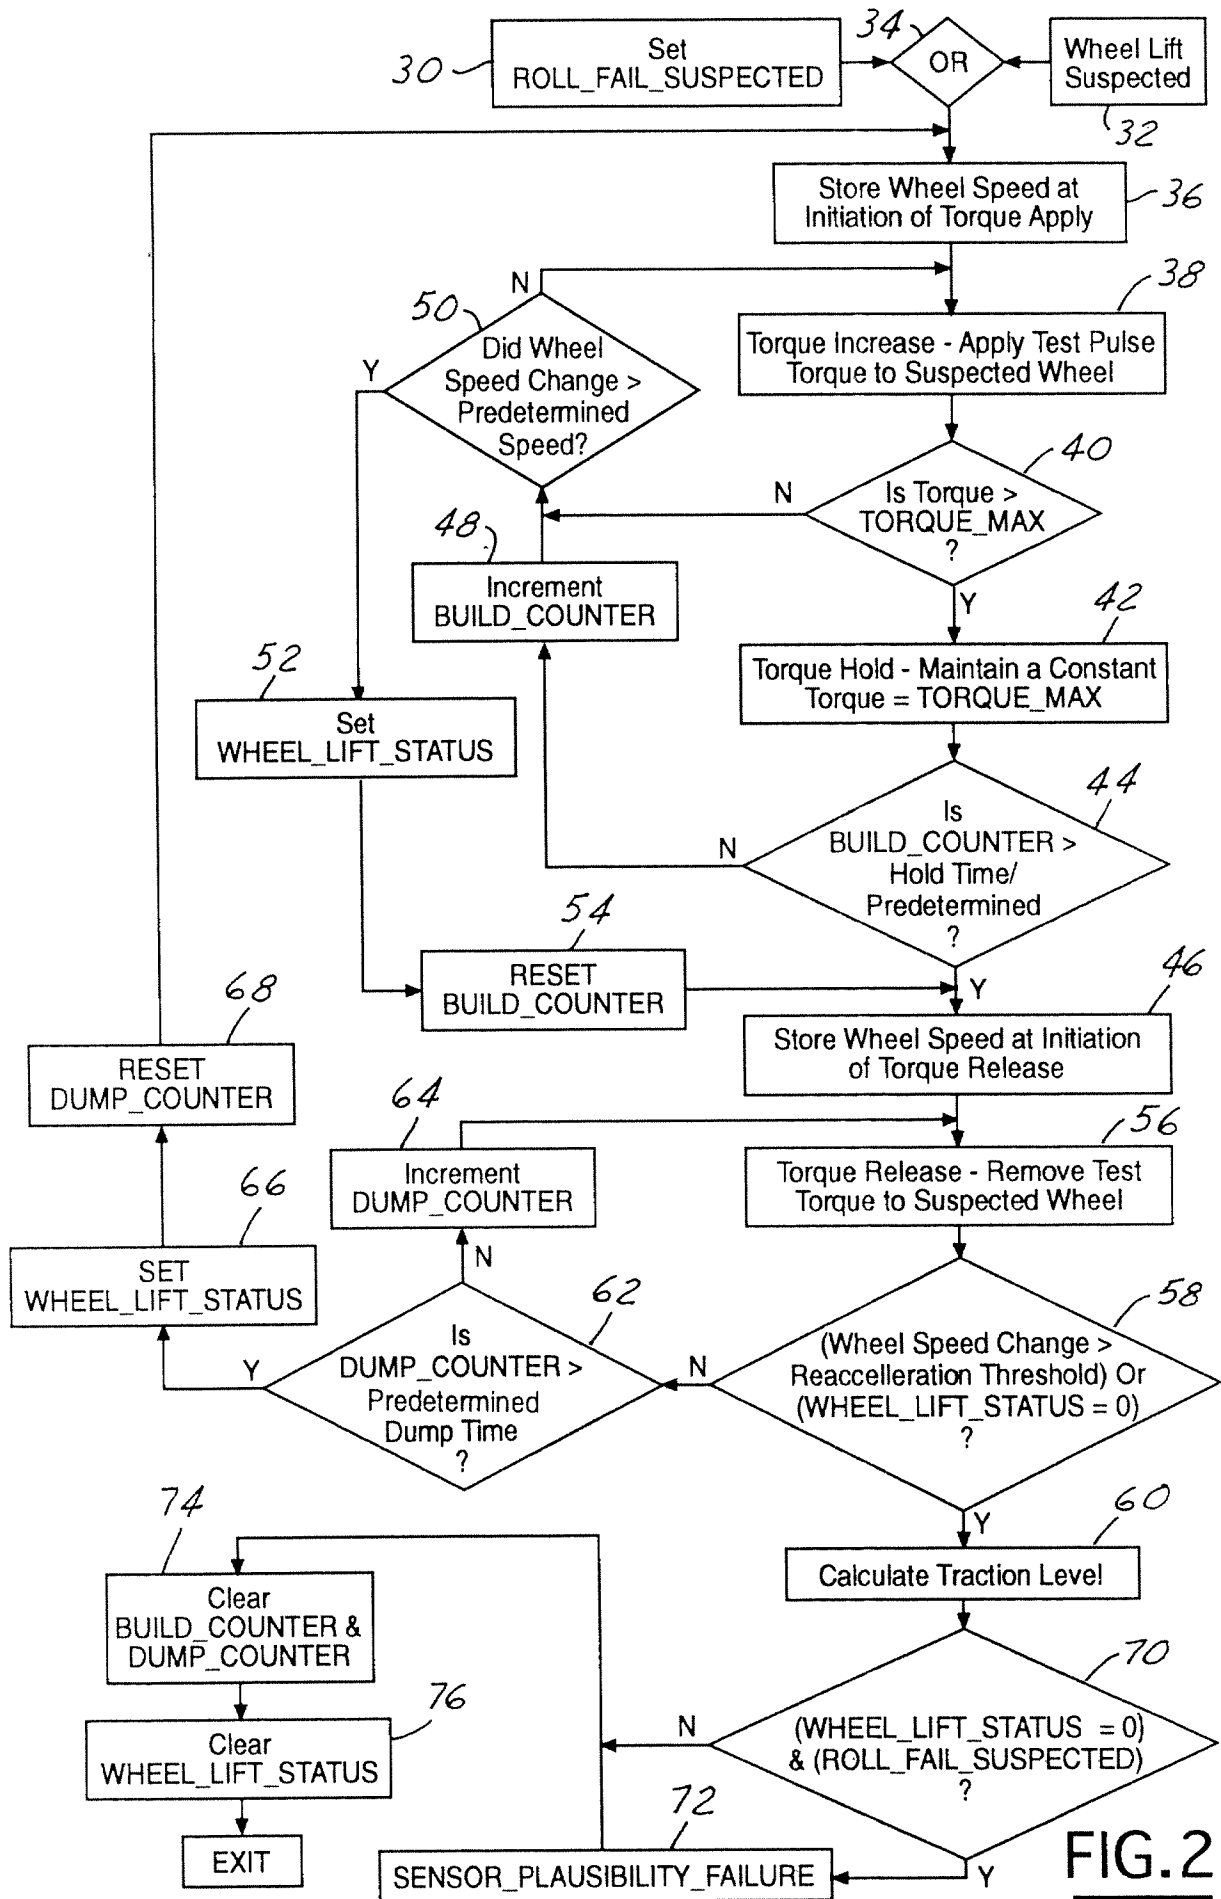 30
Set
ROLL_FAIL_SUSPECTED
34
OR
Wheel Lift
Suspected
32
Store Wheel Speed at
Initiation of Torque Apply
36
N
50
Did Wheel
Speed Change >
Predetermined
Speed?
Y
38
Torque Increase - Apply Test Pulse
Torque to Suspected Wheel
40
Is Torque >
TORQUE_MAX
?
N
Y
48
Increment
BUILD_COUNTER
42
Torque Hold - Maintain a Constant
Torque = TORQUE_MAX
52
Set
WHEEL_LIFT_STATUS
44
Is
BUILD_COUNTER >
Hold Time/
Predetermined
?
N
Y
54
RESET
BUILD_COUNTER
46
Store Wheel Speed at Initiation
of Torque Release
68
RESET
DUMP_COUNTER
64
Increment
DUMP_COUNTER
56
Torque Release - Remove Test
Torque to Suspected Wheel
66
SET
WHEEL_LIFT_STATUS
N
62
Is
DUMP_COUNTER >
Predetermined
Dump Time
?
Y
N
58
(Wheel Speed Change >
Reaccelleration Threshold) Or
(WHEEL_LIFT_STATUS = 0)
?
Y
60
Calculate Traction Level
74
Clear
BUILD_COUNTER &
DUMP_COUNTER
70
(WHEEL_LIFT_STATUS = 0)
& (ROLL_FAIL_SUSPECTED)
?
N
Y
76
Clear
WHEEL_LIFT_STATUS
EXIT
72
SENSOR_PLAUSIBILITY_FAILURE
FIG.2